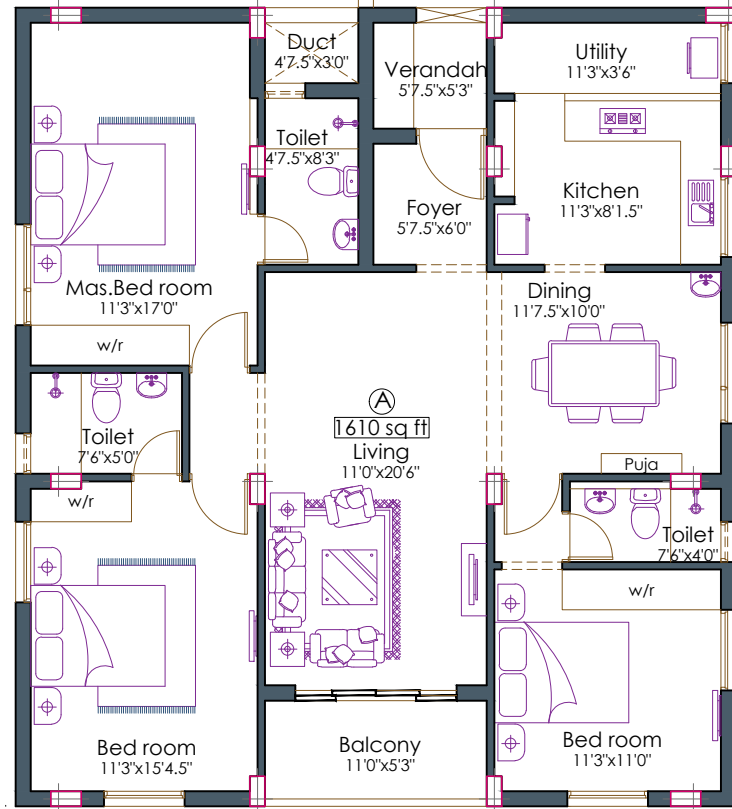 Duct
4'7.5"x3'0"
Verandah
5'7.5"x5'3"
Utility
11'3"x3'6"
Toilet
4'7.5"x8'3"
Foyer
5'7.5"x6'0"
Kitchen
11'3"x8'1.5"
Mas.Bed room
11'3"x17'0"
w/r
Dining
11'7.5"x10'0"
A
1610 sq ft
Living
11'0"x20'6"
Toilet
7'6"x5'0"
Puja
w/r
Toilet
7'6"x4'0"
w/r
Bed room
11'3"x15'4.5"
Balcony
11'0"x5'3"
Bed room
11'3"x11'0"